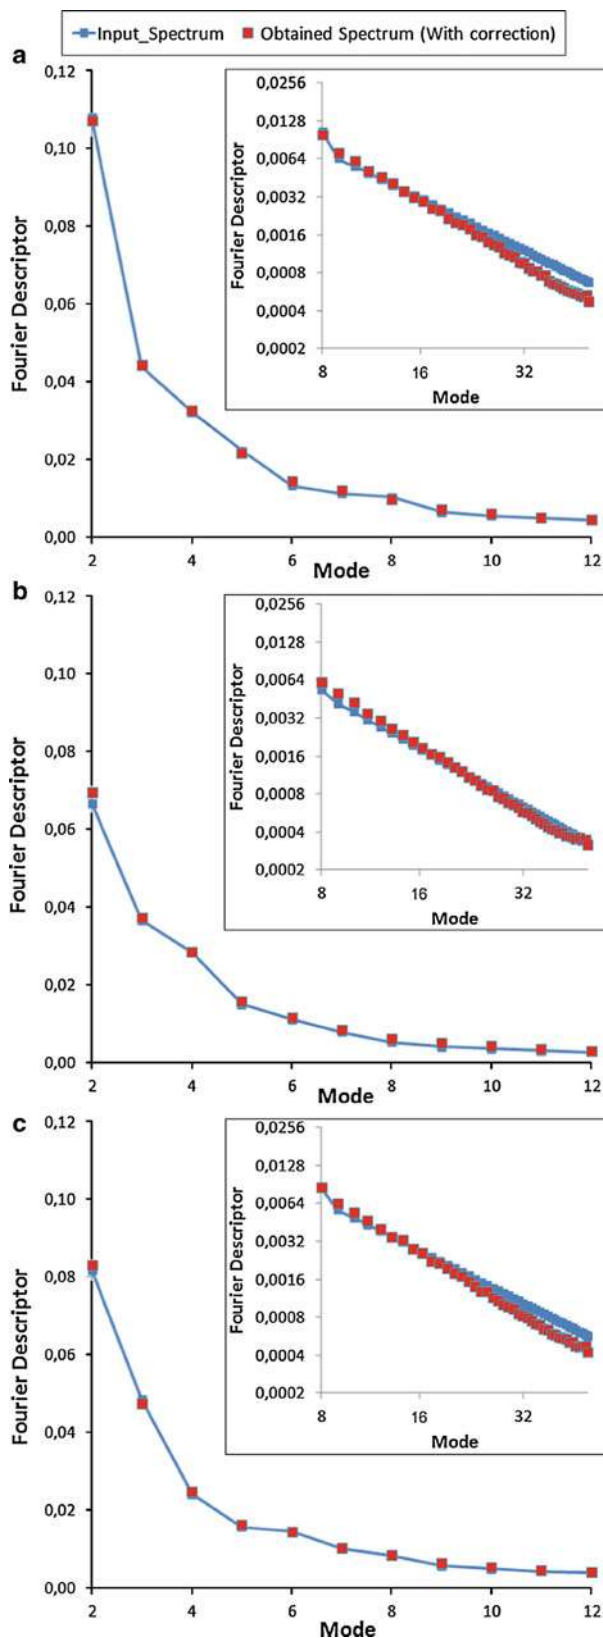 Input_Spectrum Obtained Spectrum (With correction)
a
0,12
0,10
0,08
0,06
0,04
0,02
0,00
Fourier Descriptor
2 4 6 8 10 12
Mode
0,0256
0,0128
0,0064
0,0032
0,0016
0,0008
0,0004
0,0002
Fourier Descriptor
8 16 32
Mode
b
0,12
0,10
0,08
0,06
0,04
0,02
0,00
Fourier Descriptor
2 4 6 8 10 12
Mode
0,0256
0,0128
0,0064
0,0032
0,0016
0,0008
0,0004
0,0002
Fourier Descriptor
8 16 32
Mode
c
0,12
0,10
0,08
0,06
0,04
0,02
0,00
Fourier Descriptor
2 4 6 8 10 12
Mode
0,0256
0,0128
0,0064
0,0032
0,0016
0,0008
0,0004
0,0002
Fourier Descriptor
8 16 32
Mode